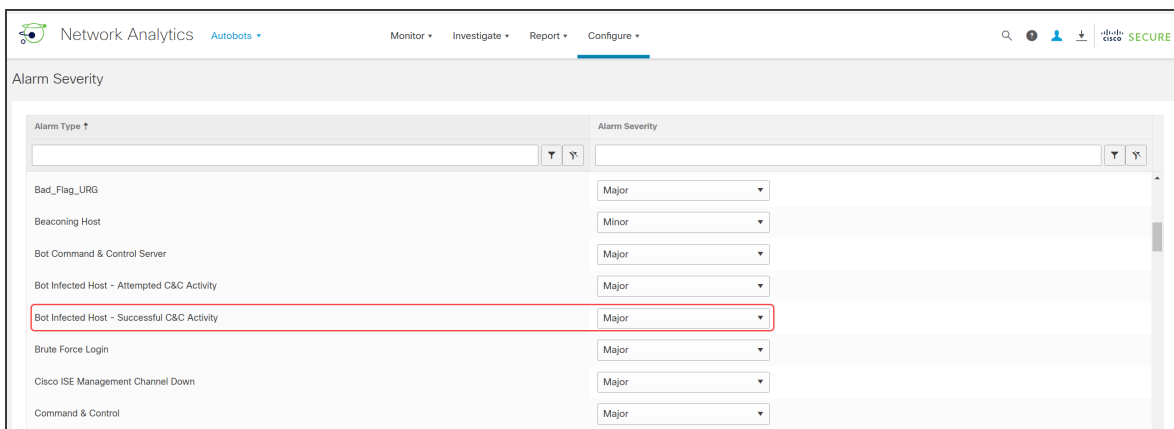 Network Analytics Autobots Monitor Investigate Report Configure cisco SECURE
Alarm Severity
Alarm Type Alarm Severity
Bad_Flag_URG Major
Beaconing Host Minor
Bot Command & Control Server Major
Bot Infected Host - Attempted C&C Activity Major
Bot Infected Host - Successful C&C Activity Major
Brute Force Login Major
Cisco ISE Management Channel Down Major
Command & Control Major